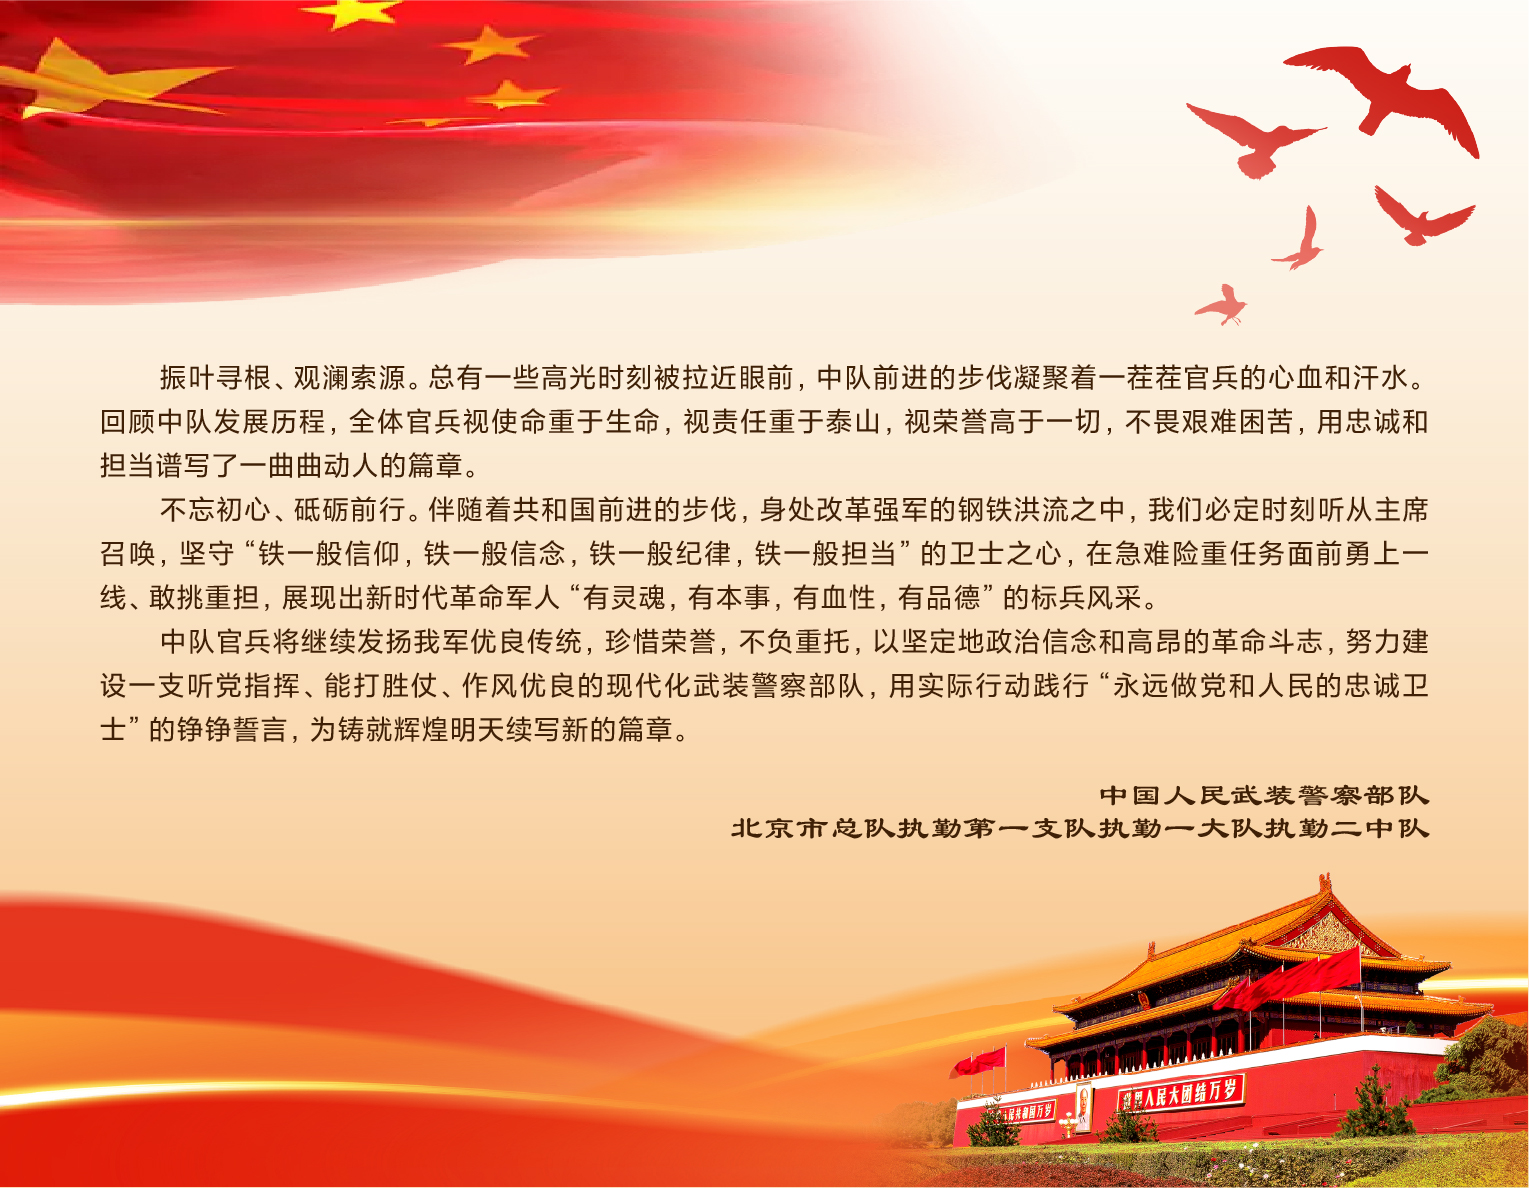 振叶寻根、观澜索源。总有一些高光时刻被拉近眼前，中队前进的步伐凝聚着一茬茬官兵的心血和汗水。
回顾中队发展历程，全体官兵视使命重于生命，视责任重于泰山，视荣誉高于一切，不畏艰难困苦，用忠诚和
担当谱写了一曲曲动人的篇章。
不忘初心、砥砺前行。伴随着共和国前进的步伐，身处改革强军的钢铁洪流之中，我们必定时刻听从主席
召唤，坚守“铁一般信仰，铁一般信念，铁一般纪律，铁一般担当”的卫士之心，在急难险重任务面前勇上一
线、敢挑重担，展现出新时代革命军人“有灵魂，有本事，有血性，有品德”的标兵风采。
中队官兵将继续发扬我军优良传统，珍惜荣誉，不负重托，以坚定地政治信念和高昂的革命斗志，努力建
设一支听党指挥、能打胜仗、作风优良的现代化武装警察部队，用实际行动践行“永远做党和人民的忠诚卫
士”的铮铮誓言，为铸就辉煌明天续写新的篇章。
中国人民武装警察部队
北京市总队执勤第一支队执勤一大队执勤二中队
人民共和国万岁
世界人民大团结万岁